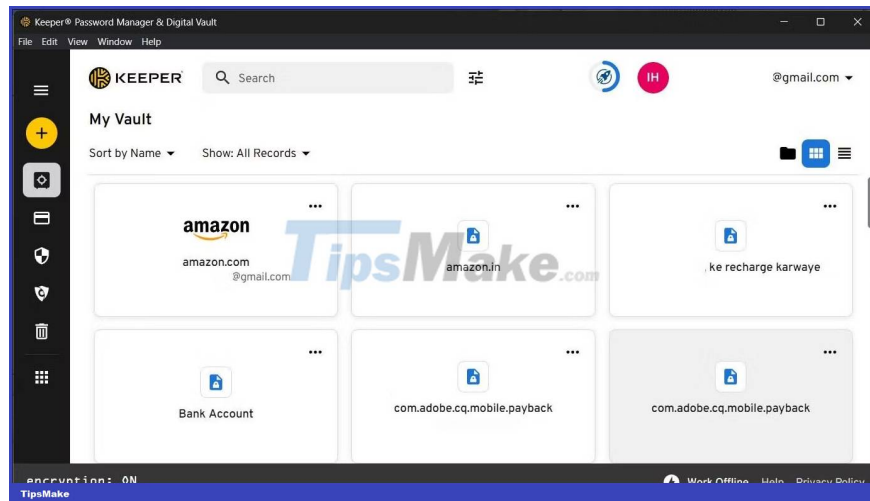 Keeper® Password Manager & Digital Vault
File Edit View Window Help
KEEPER
Search
IH
@gmail.com
My Vault
Sort by Name
Show: All Records
amazon
amazon.com
@gmail.com
amazon.in
ke recharge karwaye
TipsMake.com
Bank Account
com.adobe.cq.mobile.payback
com.adobe.cq.mobile.payback
encryption: ON
Work Offline Help Privacy Policy
TipsMake